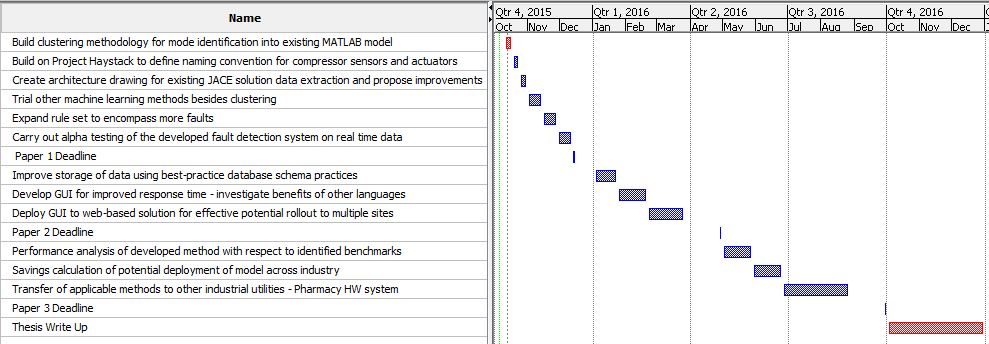 Name
Qtr 4, 2015 Qtr 1, 2016 Qtr 2, 2016 Qtr 3, 2016 Qtr 4, 2016
Oct Nov Dec Jan Feb Mar Apr May Jun Jul Aug Sep Oct Nov Dec
Build clustering methodology for mode identification into existing MATLAB model
Build on Project Haystack to define naming convention for compressor sensors and actuators
Create architecture drawing for existing JACE solution data extraction and propose improvements
Trial other machine learning methods besides clustering
Expand rule set to encompass more faults
Carry out alpha testing of the developed fault detection system on real time data
Paper 1 Deadline
Improve storage of data using best-practice database schema practices
Develop GUI for improved response time - investigate benefits of other languages
Deploy GUI to web-based solution for effective potential rollout to multiple sites
Paper 2 Deadline
Performance analysis of developed method with respect to identified benchmarks
Savings calculation of potential deployment of model across industry
Transfer of applicable methods to other industrial utilities - Pharmacy HW system
Paper 3 Deadline
Thesis Write Up